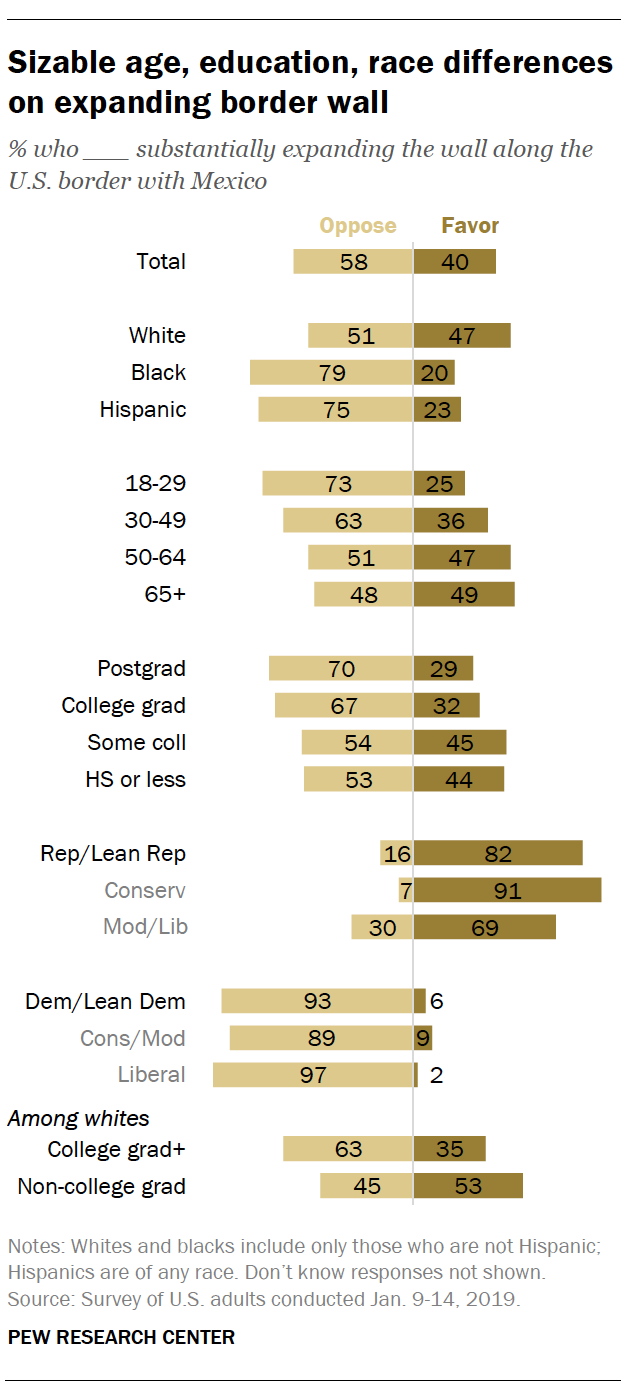 Sizable age, education, race differences
on expanding border wall
% who ____ substantially expanding the wall along the
U.S. border with Mexico
Oppose Favor
Total 58 40
White 51 47
Black 79 20
Hispanic 75 23
18-29 73 25
30-49 63 36
50-64 51 47
65+ 48 49
Postgrad 70 29
College grad 67 32
Some coll 54 45
HS or less 53 44
Rep/Lean Rep 16 82
Conserv 7 91
Mod/Lib 30 69
Dem/Lean Dem 93 6
Cons/Mod 89 9
Liberal 97 2
Among whites
College grad+ 63 35
Non-college grad 45 53
Notes: Whites and blacks include only those who are not Hispanic;
Hispanics are of any race. Don’t know responses not shown.
Source: Survey of U.S. adults conducted Jan. 9-14, 2019.
PEW RESEARCH CENTER